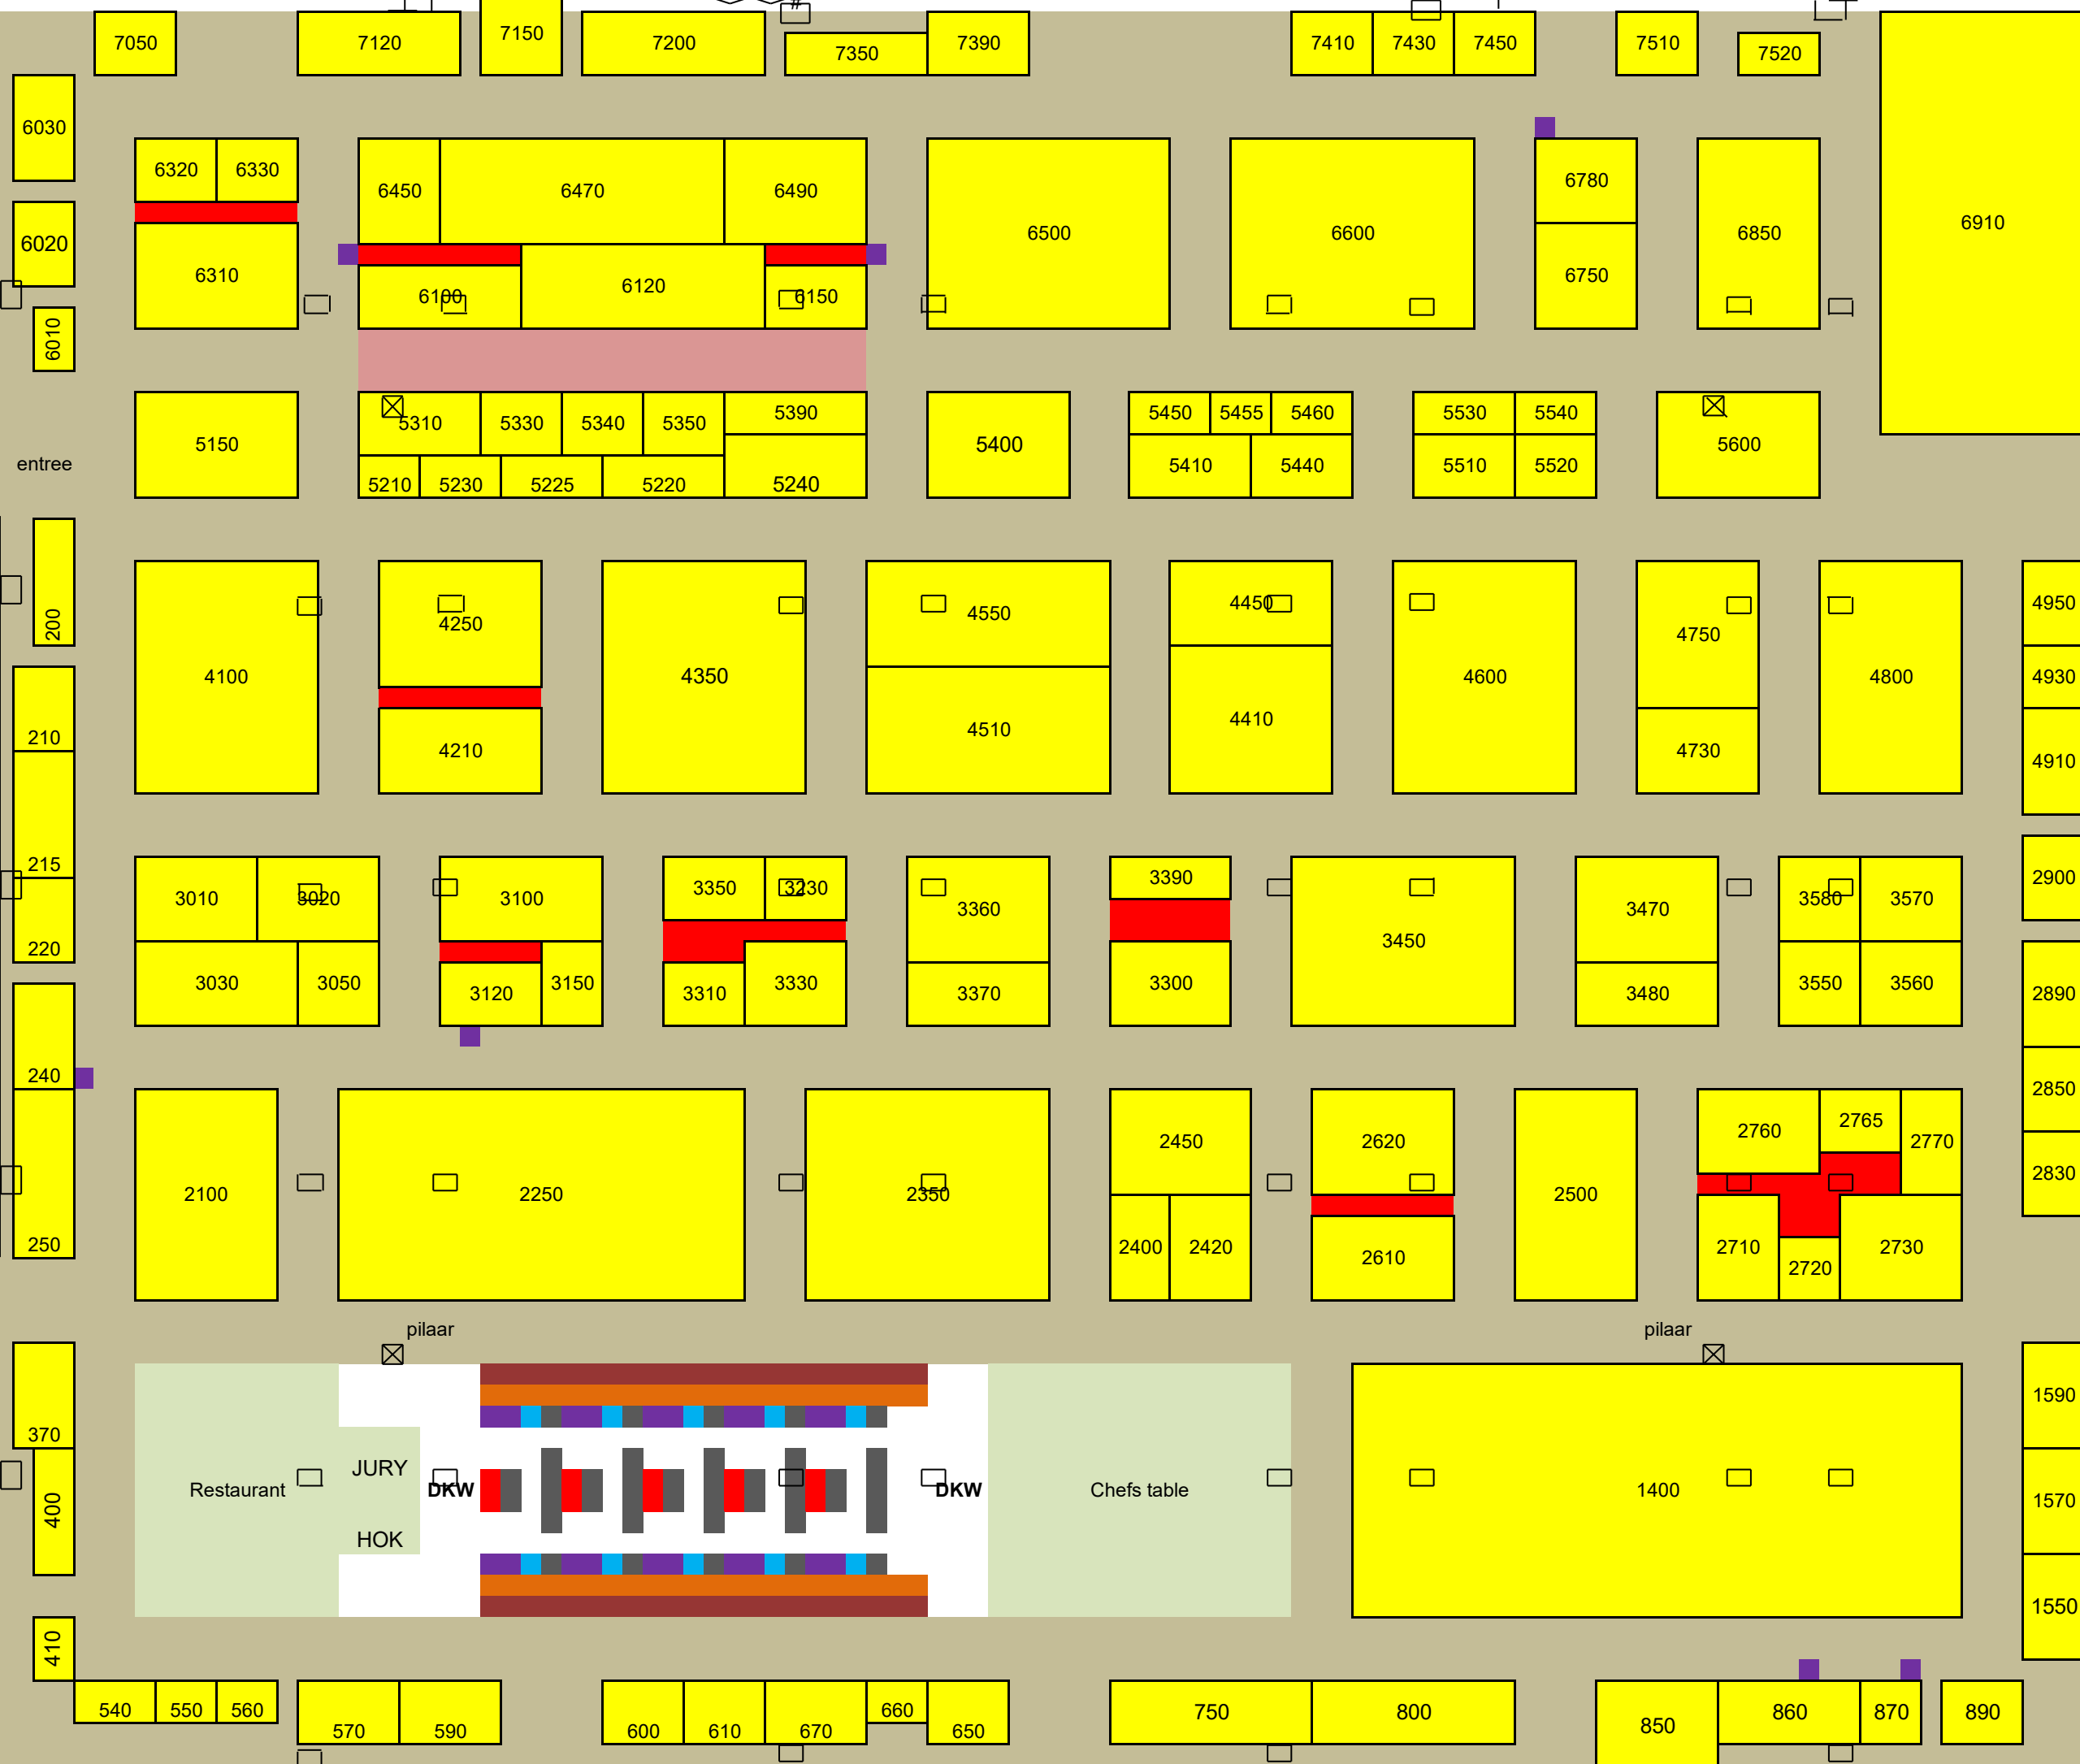 #
7050 7120 7150 7200 7350 7390 7410 7430 7450 7510 7520
6030 6320 6330 6450 6470 6490 6500 6600 6780 6850 6910
6020 6310 6100 6120 6150 6750
6010
5150 5310 5330 5340 5350 5390 5400 5450 5455 5460 5530 5540 5600
entree
5210 5230 5225 5220 5240 5410 5440 5510 5520
200 4100 4250 4350 4550 4450 4600 4750 4800 4950
4930
210 4210 4510 4410 4730 4910
215 3010 3020 3100 3350 3230 3360 3390 3450 3470 3580 3570 2900
220 3030 3050 3120 3150 3310 3330 3370 3300 3480 3550 3560 2890
240 2100 2250 2350 2450 2620 2500 2760 2765 2770 2850
2830
250 2400 2420 2610 2710 2720 2730
pilaar pilaar
370 1590
JURY
400 Restaurant DKW DKW Chefs table 1400 1570
HOK
410 1550
540 550 560 570 590 600 610 670 660 650 750 800 850 860 870 890